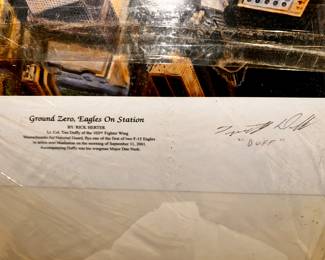 Ground Zero, Eagles On Station
BY: RICK HERTER
Lt. Col. Tim Duffy of the 102nd Fighter Wing
Massachusetts Air National Guard, flys one of the first of two F-15 Eagles
to arrive over Manhattan on the morning of September 11, 2001.
Accompanying Duffy was his wingman Major Dan Nash.
"DUFF"